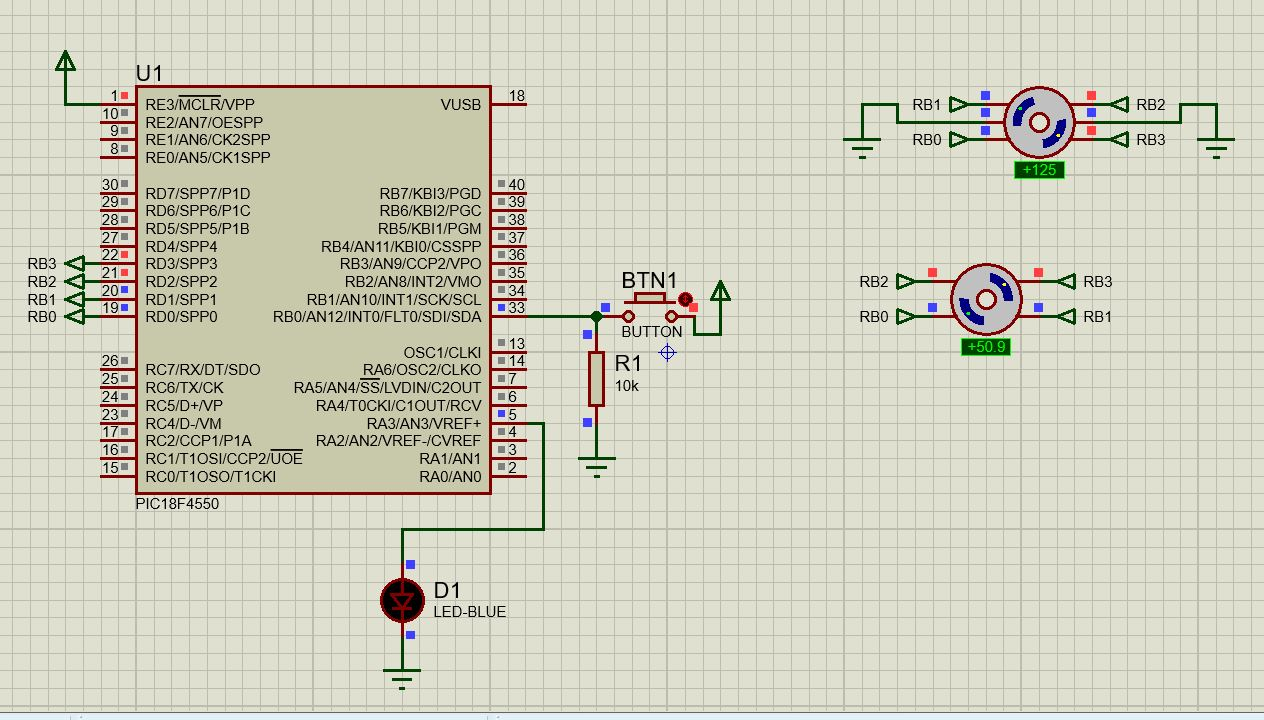 U1
1 RE3/MCLR/VPP VUSB 18
10 RE2/AN7/OESPP
9 RE1/AN6/CK2SPP
8 RE0/AN5/CK1SPP
30 RD7/SPP7/P1D RB7/KBI3/PGD 40
29 RD6/SPP6/P1C RB6/KBI2/PGC 39
28 RD5/SPP5/P1B RB5/KBI1/PGM 38
27 RD4/SPP4 RB4/AN11/KBI0/CSSPP 37
RB3 22 RD3/SPP3 RB3/AN9/CCP2/VPO 36
RB2 21 RD2/SPP2 RB2/AN8/INT2/VMO 35
RB1 20 RD1/SPP1 RB1/AN10/INT1/SCK/SCL 34
RB0 19 RD0/SPP0 RB0/AN12/INT0/FLT0/SDI/SDA 33
OSC1/CLKI 13
26 RC7/RX/DT/SDO RA6/OSC2/CLKO 14
25 RC6/TX/CK RA5/AN4/SS/LVDIN/C2OUT 7
24 RC5/D+/VP RA4/T0CKI/C1OUT/RCV 6
23 RC4/D-/VM RA3/AN3/VREF+ 5
17 RC2/CCP1/P1A RA2/AN2/VREF-/CVREF 4
16 RC1/T1OSI/CCP2/UOE RA1/AN1 3
15 RC0/T1OSO/T1CKI RA0/AN0 2
PIC18F4550
BTN1
BUTTON
R1
10k
D1
LED-BLUE
RB1 RB2
RB0 RB3
+125
RB2 RB3
RB0 RB1
+50.9